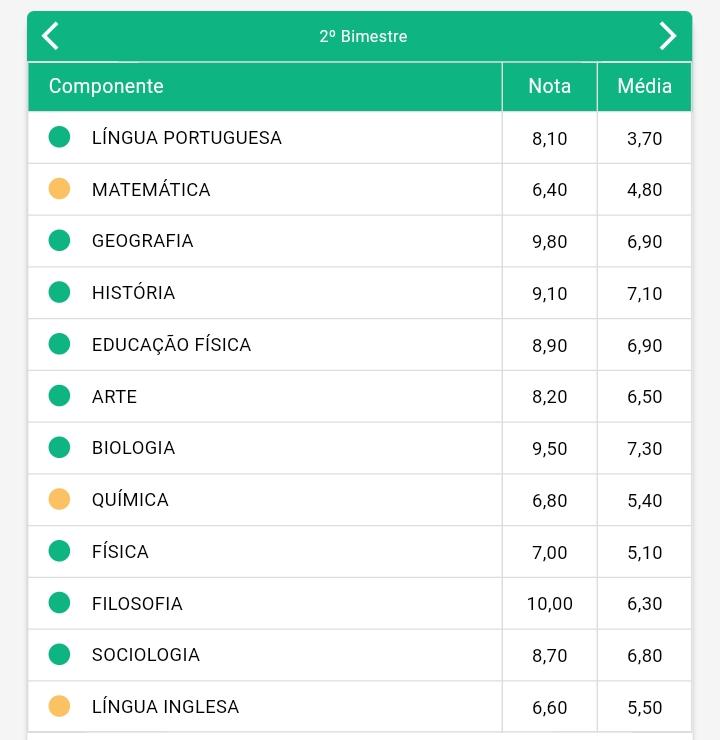 2º Bimestre
Componente Nota Média
LÍNGUA PORTUGUESA 8,10 3,70
MATEMÁTICA 6,40 4,80
GEOGRAFIA 9,80 6,90
HISTÓRIA 9,10 7,10
EDUCAÇÃO FÍSICA 8,90 6,90
ARTE 8,20 6,50
BIOLOGIA 9,50 7,30
QUÍMICA 6,80 5,40
FÍSICA 7,00 5,10
FILOSOFIA 10,00 6,30
SOCIOLOGIA 8,70 6,80
LÍNGUA INGLESA 6,60 5,50